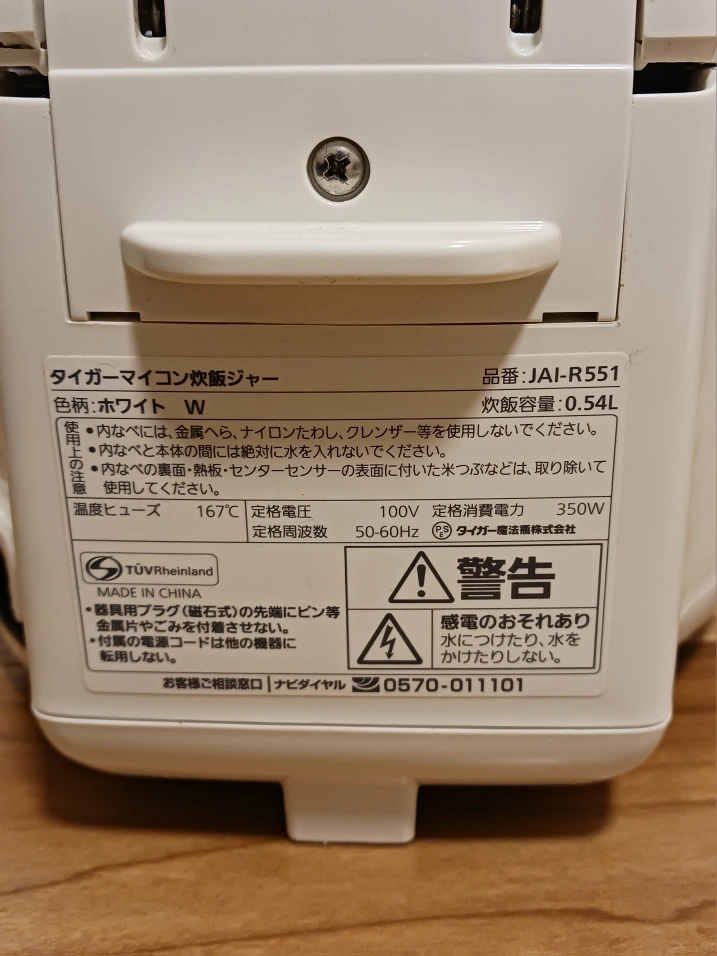 タイガーマイコン炊飯ジャー 品番:JAI-R551
色柄:ホワイト W 炊飯容量:0.54L
使用上の注意
•内なべには、金属へら、ナイロンたわし、クレンザー等を使用しないでください。
•内なべと本体の間には絶対に水を入れないでください。
•内なべの裏面・熱板・センターセンサーの表面に付いた米つぶなどは、取り除いて
使用してください。
温度ヒューズ 167℃ 定格電圧 100V 定格消費電力 350W
定格周波数 50-60Hz PSE タイガー魔法瓶株式会社
TÜVRheinland
MADE IN CHINA
•器具用プラグ(磁石式)の先端にピン等
金属片やごみを付着させない。
•付属の電源コードは他の機器に
転用しない。
警告
感電のおそれあり
水につけたり、水を
かけたりしない。
お客様ご相談窓口 ナビダイヤル 0570-011101